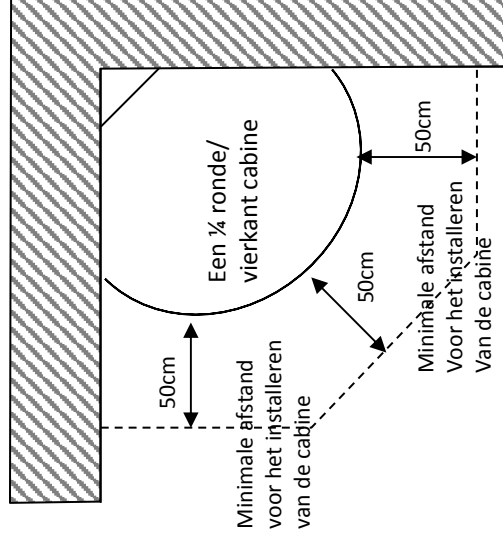 Een ¼ ronde/
vierkant cabine
50cm
50cm
50cm
Minimale afstand
voor het installeren
van de cabine
Minimale afstand
Voor het installeren
Van de cabine